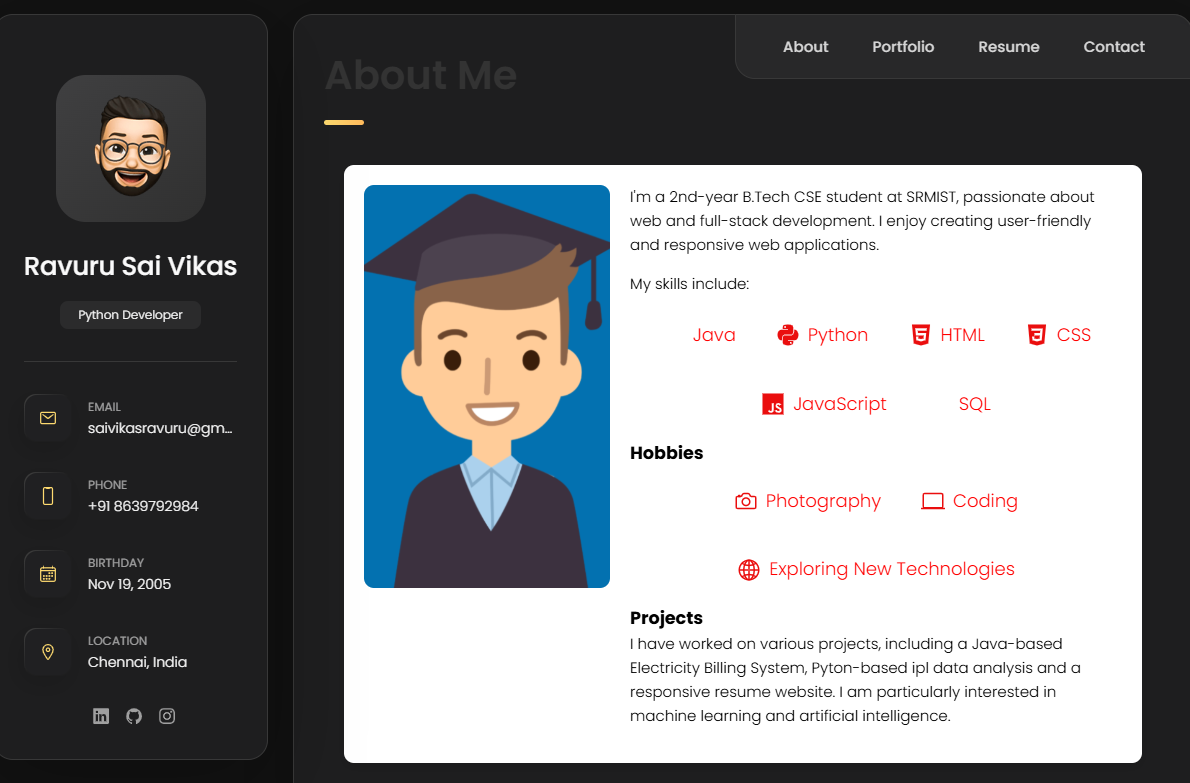 Ravuru Sai Vikas
Python Developer
EMAIL
saivikasravuru@gm...
PHONE
+91 8639792984
BIRTHDAY
Nov 19, 2005
LOCATION
Chennai, India
About Portfolio Resume Contact
About Me
I'm a 2nd-year B.Tech CSE student at SRMIST, passionate about
web and full-stack development. I enjoy creating user-friendly
and responsive web applications.
My skills include:
Java Python HTML CSS
JS JavaScript SQL
Hobbies
Photography Coding
Exploring New Technologies
Projects
I have worked on various projects, including a Java-based
Electricity Billing System, Pyton-based ipl data analysis and a
responsive resume website. I am particularly interested in
machine learning and artificial intelligence.